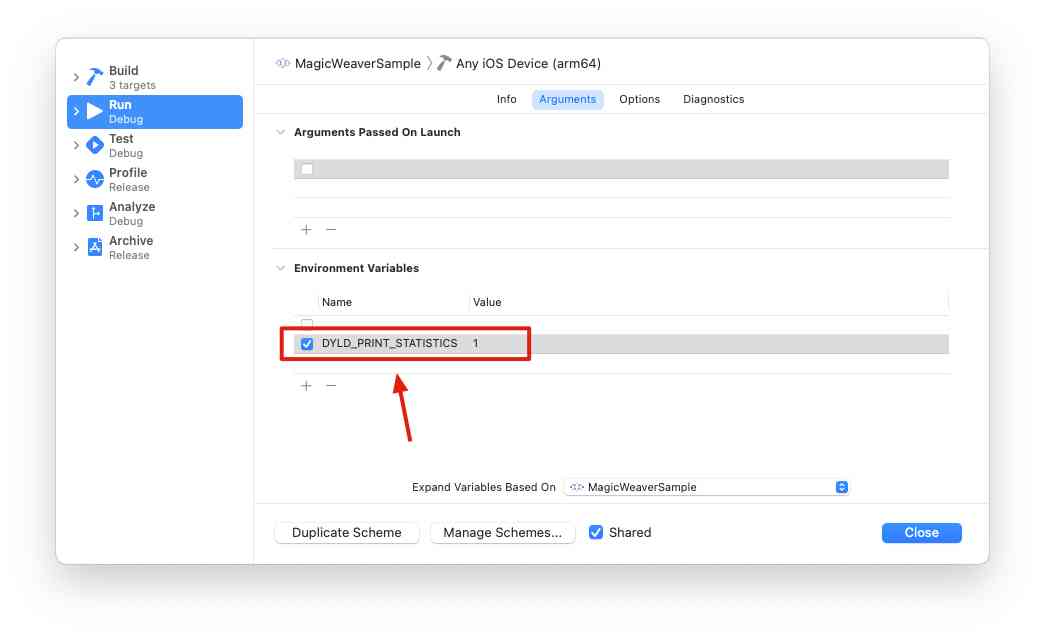 Build
3 targets
Run
Debug
Test
Debug
Profile
Release
Analyze
Debug
Archive
Release
MagicWeaverSample 〉 Any iOS Device (arm64)
Info Arguments Options Diagnostics
Arguments Passed On Launch
+ −
Environment Variables
Name Value
DYLD_PRINT_STATISTICS 1
+ −
Expand Variables Based On MagicWeaverSample
Duplicate Scheme Manage Schemes... Shared Close